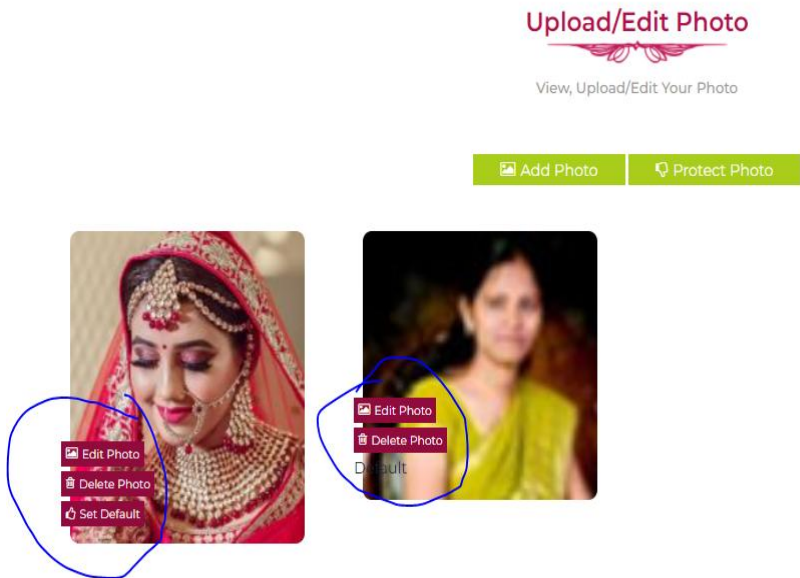 Upload/Edit Photo
View, Upload/Edit Your Photo
Add Photo
Protect Photo
Edit Photo
Delete Photo
Set Default
Edit Photo
Delete Photo
Default